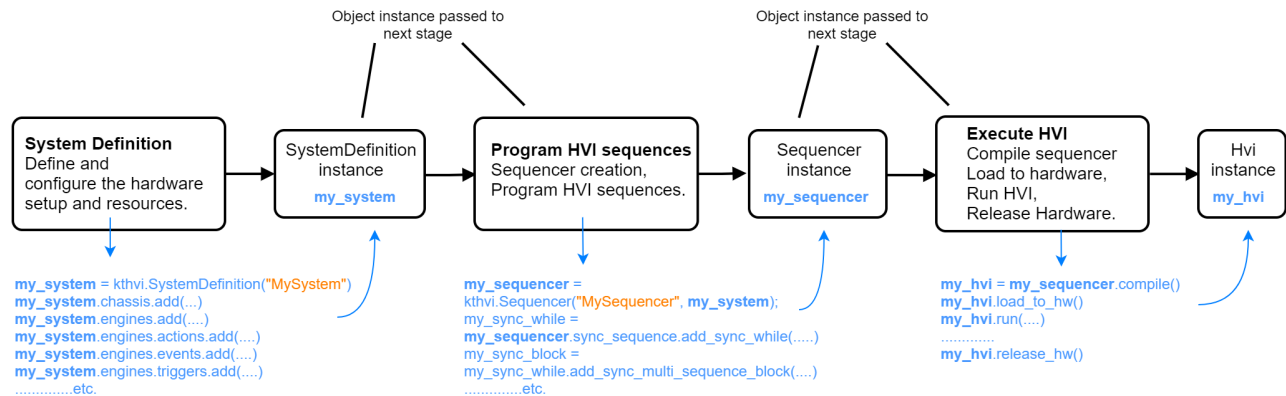 Object instance passed to
next stage
Object instance passed to
next stage
System Definition
Define and
configure the hardware
setup and resources.
SystemDefinition
instance
my_system
Program HVI sequences
Sequencer creation,
Program HVI sequences.
Sequencer
instance
my_sequencer
Execute HVI
Compile sequencer
Load to hardware,
Run HVI,
Release Hardware.
Hvi
instance
my_hvi
my_system = kthvi.SystemDefinition("MySystem")
my_system.chassis.add(...)
my_system.engines.add(....)
my_system.engines.actions.add(....)
my_system.engines.events.add(....)
my_system.engines.triggers.add(....)
..............etc.
my_sequencer =
kthvi.Sequencer("MySequencer", my_system);
my_sync_while =
my_sequencer.sync_sequence.add_sync_while(.....)
my_sync_block =
my_sync_while.add_sync_multi_sequence_block(....)
..............etc.
my_hvi = my_sequencer.compile()
my_hvi.load_to_hw()
my_hvi.run(....)
.............
my_hvi.release_hw()